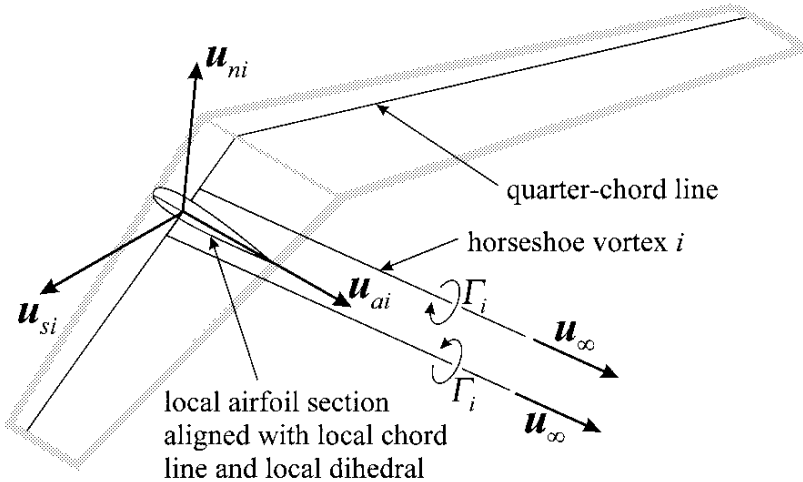 u_ni
quarter-chord line
horseshoe vortex i
u_ai
Γ_i
u_si
u_∞
Γ_i
u_∞
local airfoil section
aligned with local chord
line and local dihedral